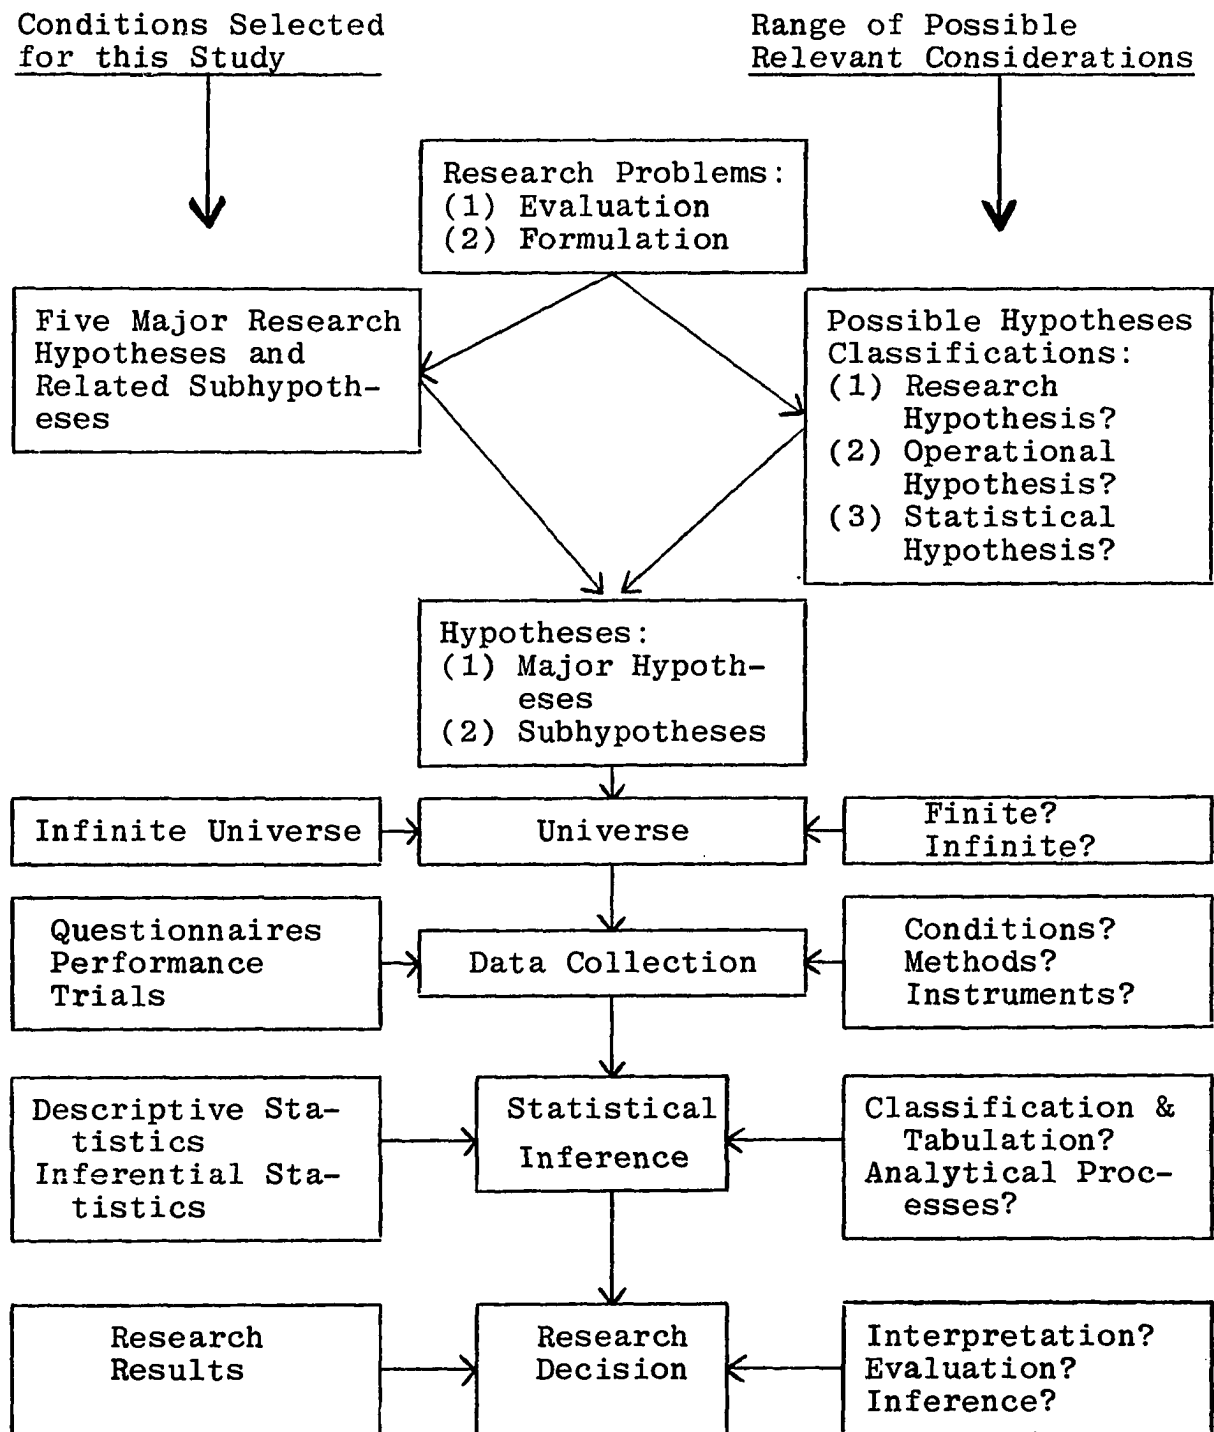 Conditions Selected
for this Study
Range of Possible
Relevant Considerations
Research Problems:
(1) Evaluation
(2) Formulation
Five Major Research
Hypotheses and
Related Subhypoth-
eses
Possible Hypotheses
Classifications:
(1) Research
Hypothesis?
(2) Operational
Hypothesis?
(3) Statistical
Hypothesis?
Hypotheses:
(1) Major Hypoth-
eses
(2) Subhypotheses
Infinite Universe
Universe
Finite?
Infinite?
Questionnaires
Performance
Trials
Data Collection
Conditions?
Methods?
Instruments?
Descriptive Sta-
tistics
Inferential Sta-
tistics
Statistical
Inference
Classification &
Tabulation?
Analytical Proc-
esses?
Research
Results
Research
Decision
Interpretation?
Evaluation?
Inference?